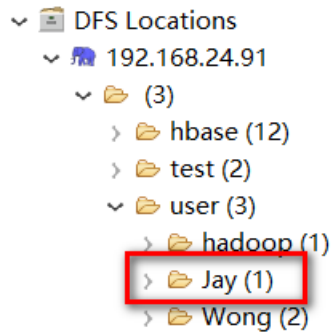 DFS Locations
192.168.24.91
(3)
hbase (12)
test (2)
user (3)
hadoop (1)
Jay (1)
Wong (2)